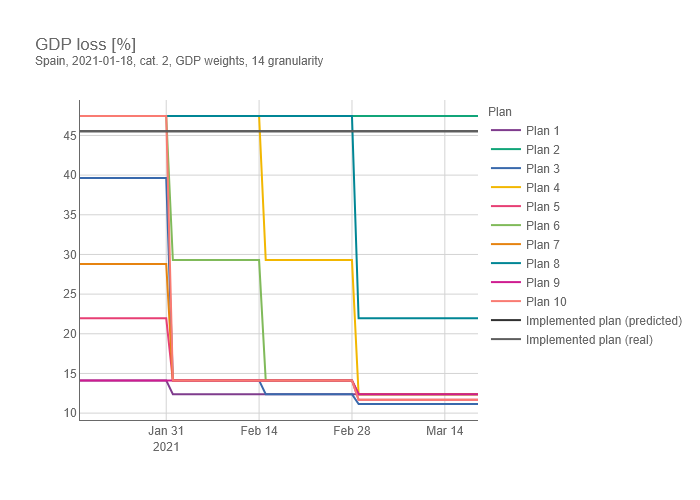 GDP loss [%]
Spain, 2021-01-18, cat. 2, GDP weights, 14 granularity
Plan
Plan 1
Plan 2
Plan 3
Plan 4
Plan 5
Plan 6
Plan 7
Plan 8
Plan 9
Plan 10
Implemented plan (predicted)
Implemented plan (real)
45
40
35
30
25
20
15
10
Jan 31 Feb 14 Feb 28 Mar 14
2021